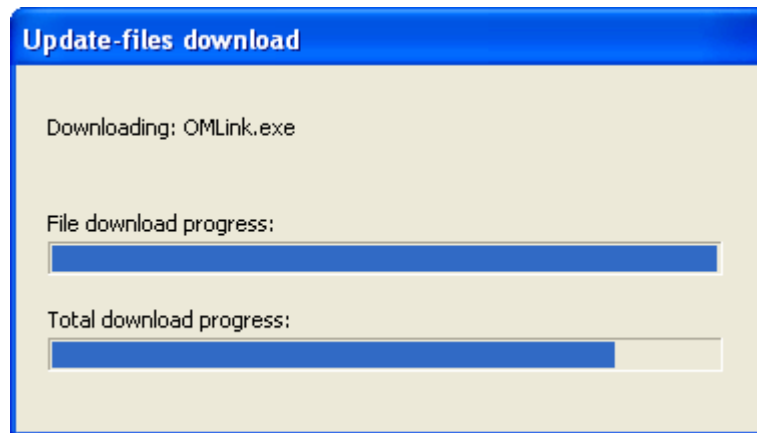 Update-files download
Downloading: OMLink.exe
File download progress:
Total download progress: